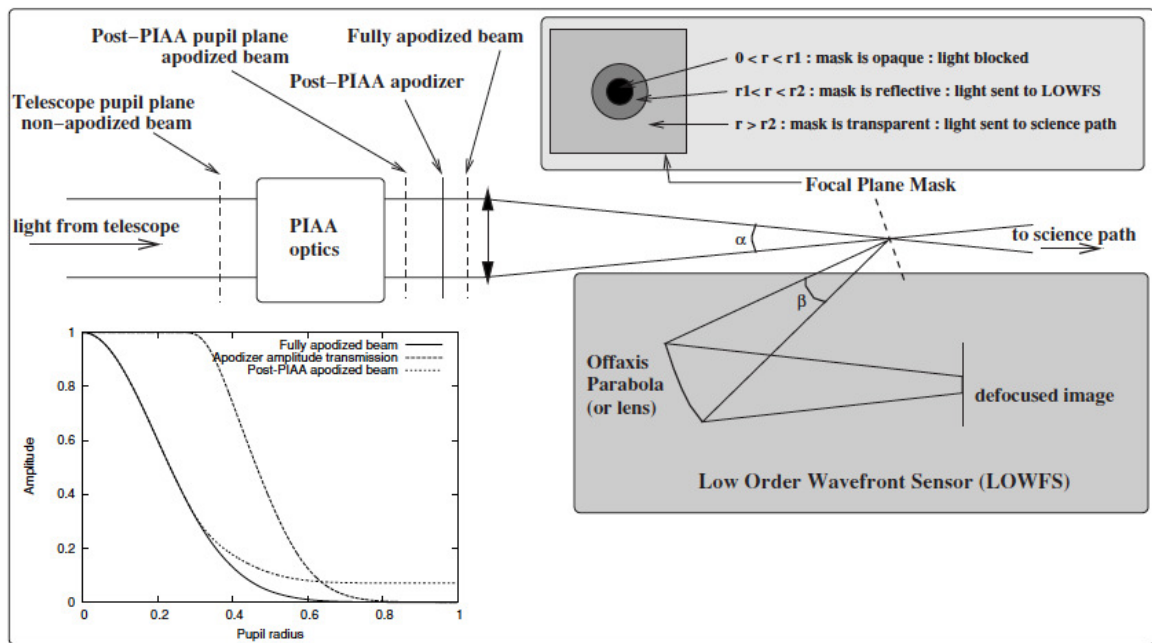 Post−PIAA pupil plane
apodized beam
Fully apodized beam
Post−PIAA apodizer
Telescope pupil plane
non−apodized beam
0 < r < r1 : mask is opaque : light blocked
r1< r < r2 : mask is reflective : light sent to LOWFS
r > r2 : mask is transparent : light sent to science path
Focal Plane Mask
light from telescope
PIAA
optics
α
to science path
β
Offaxis
Parabola
(or lens)
defocused image
Low Order Wavefront Sensor (LOWFS)
Fully apodized beam
Apodizer amplitude transmission
Post-PIAA apodized beam
Amplitude
1
0.8
0.6
0.4
0.2
0
0 0.2 0.4 0.6 0.8 1
Pupil radius